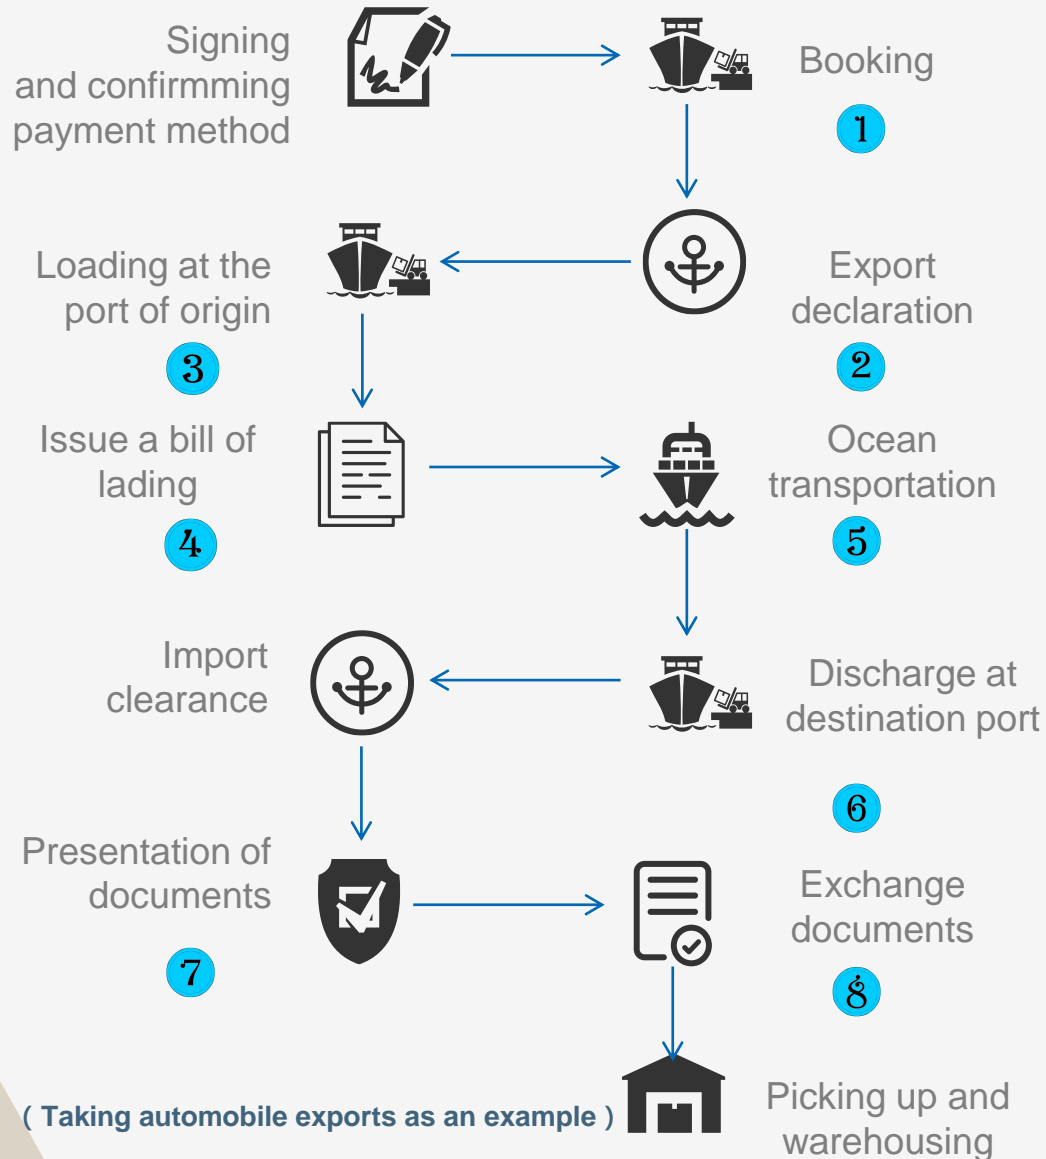 Signing
and confirmming
payment method
Booking
1
Export
declaration
2
Loading at the
port of origin
3
Issue a bill of
lading
4
Ocean
transportation
5
Discharge at
destination port
6
Import
clearance
Presentation of
documents
7
Exchange
documents
8
Picking up and
warehousing
( Taking automobile exports as an example )